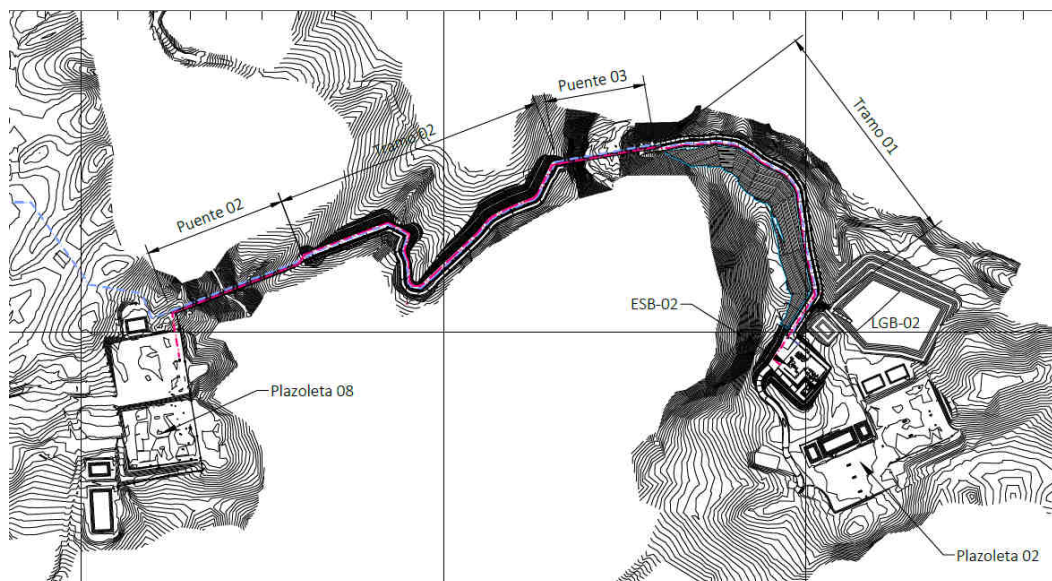 Puente 03
Tramo 02
Tramo 01
Puente 02
ESB-02
LGB-02
Plazoleta 08
Plazoleta 02